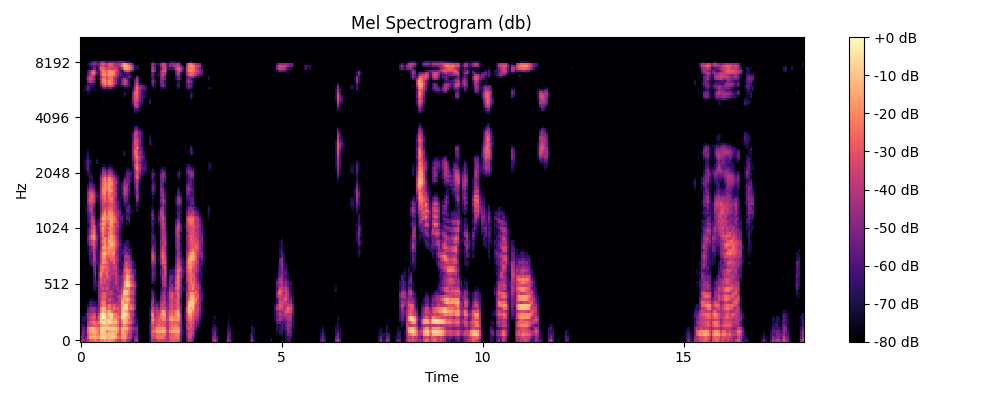 Mel Spectrogram (db)
8192
4096
2048
1024
512
0
Hz
0 5 10 15
Time
+0 dB
-10 dB
-20 dB
-30 dB
-40 dB
-50 dB
-60 dB
-70 dB
-80 dB